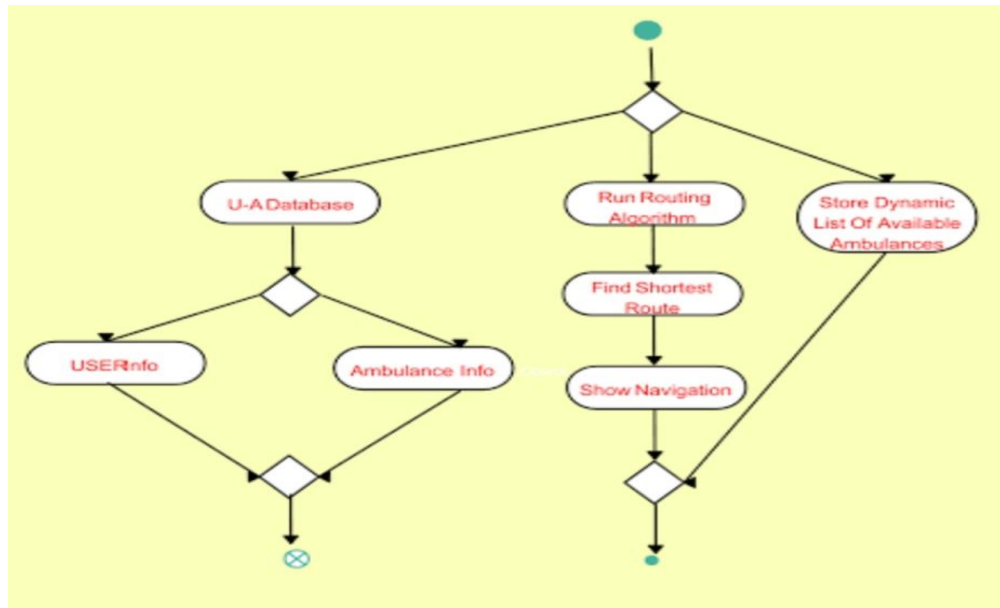 U-A Database
Run Routing
Algorithm
Store Dynamic
List Of Available
Ambulances
Find Shortest
Route
USERInfo
Ambulance Info
Show Navigation